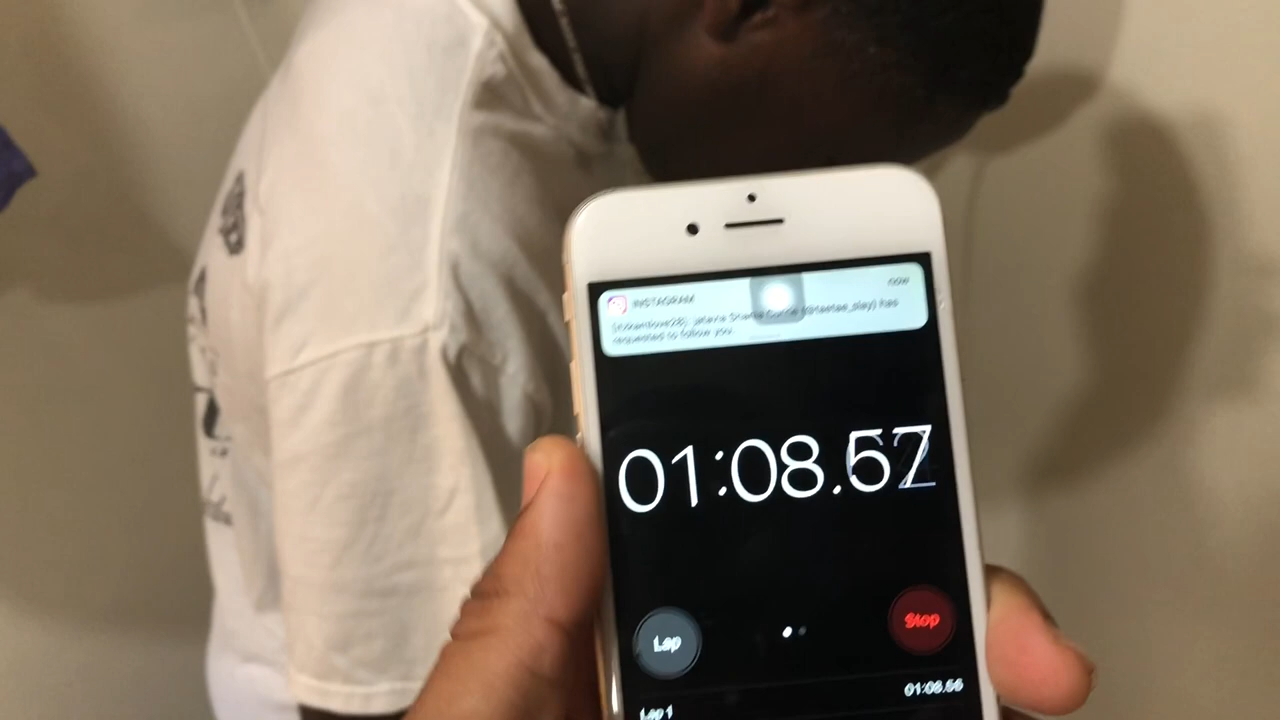 INSTAGRAM now
has
requested to follow you.
01:08.57
Lap Stop
01:08.56
Lap 1